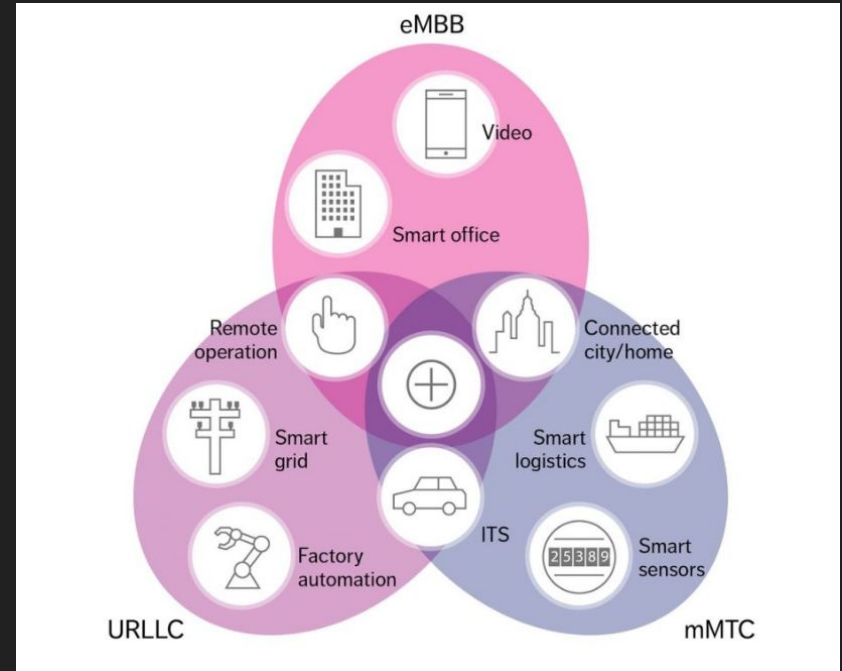 eMBB
Video
Smart office
Remote
operation
Connected
city/home
Smart
grid
Smart
logistics
ITS
Factory
automation
25389
Smart
sensors
URLLC
mMTC